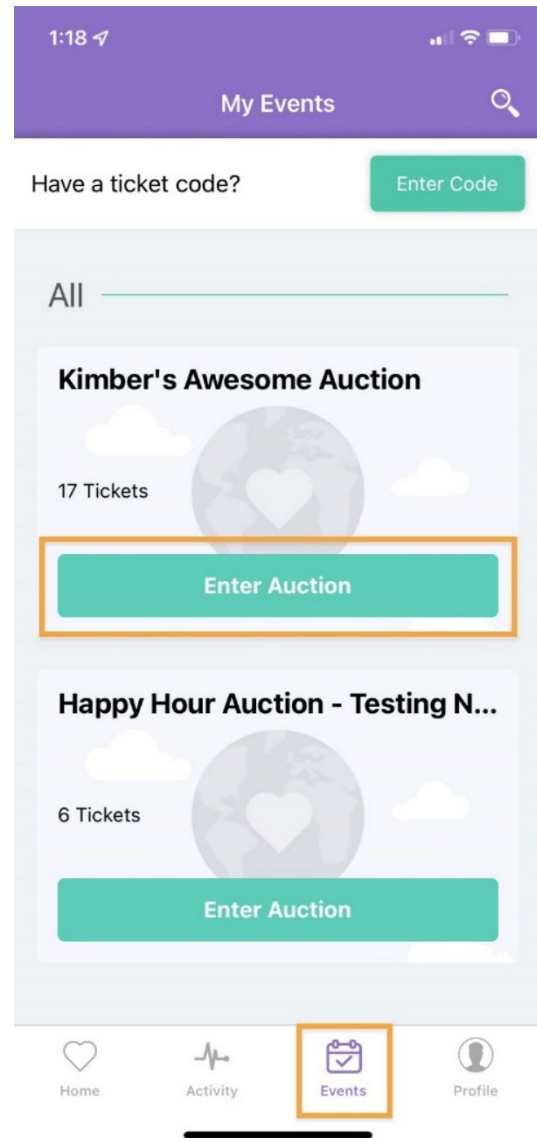 1:18
My Events
Have a ticket code?
Enter Code
All
Kimber's Awesome Auction
17 Tickets
Enter Auction
Happy Hour Auction - Testing N...
6 Tickets
Enter Auction
Home Activity Events Profile